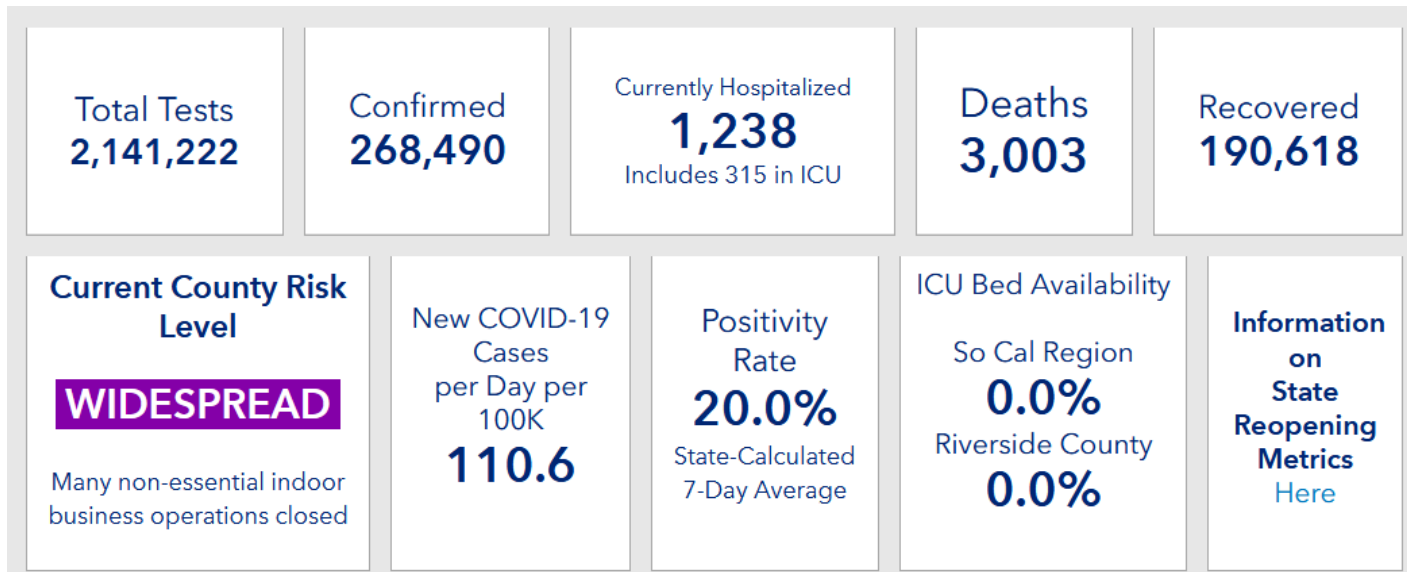 Total Tests
2,141,222
Confirmed
268,490
Currently Hospitalized
1,238
Includes 315 in ICU
Deaths
3,003
Recovered
190,618
Current County Risk
Level
WIDESPREAD
Many non-essential indoor
business operations closed
New COVID-19
Cases
per Day per
100K
110.6
Positivity
Rate
20.0%
State-Calculated
7-Day Average
ICU Bed Availability
So Cal Region
0.0%
Riverside County
0.0%
Information
on
State
Reopening
Metrics
Here